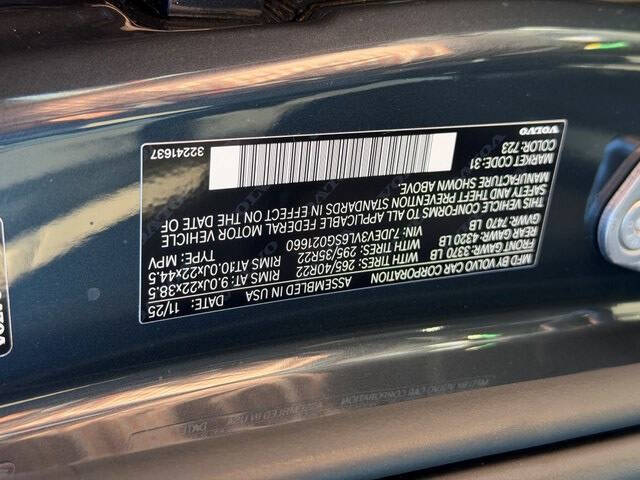 MFD BY VOLVO CAR CORPORATION ASSEMBLED IN USA DATE: 11/25
FRONT GAWR: 3370 LB WITH TIRES: 265/40R22 RIMS AT: 9.0Jx22x38.5
REAR GAWR: 4320 LB WITH TIRES: 295/35R22 RIMS AT10.0Jx22x44.5
GVWR: 7470 LB VIN: 7JDEV3VL6SG021660 TYPE: MPV
THIS VEHICLE CONFORMS TO ALL APPLICABLE FEDERAL MOTOR VEHICLE
SAFETY AND THEFT PREVENTION STANDARDS IN EFFECT ON THE DATE OF
MANUFACTURE SHOWN ABOVE.
MARKET CODE: 31
COLOR: 723
VOLVO 32241637